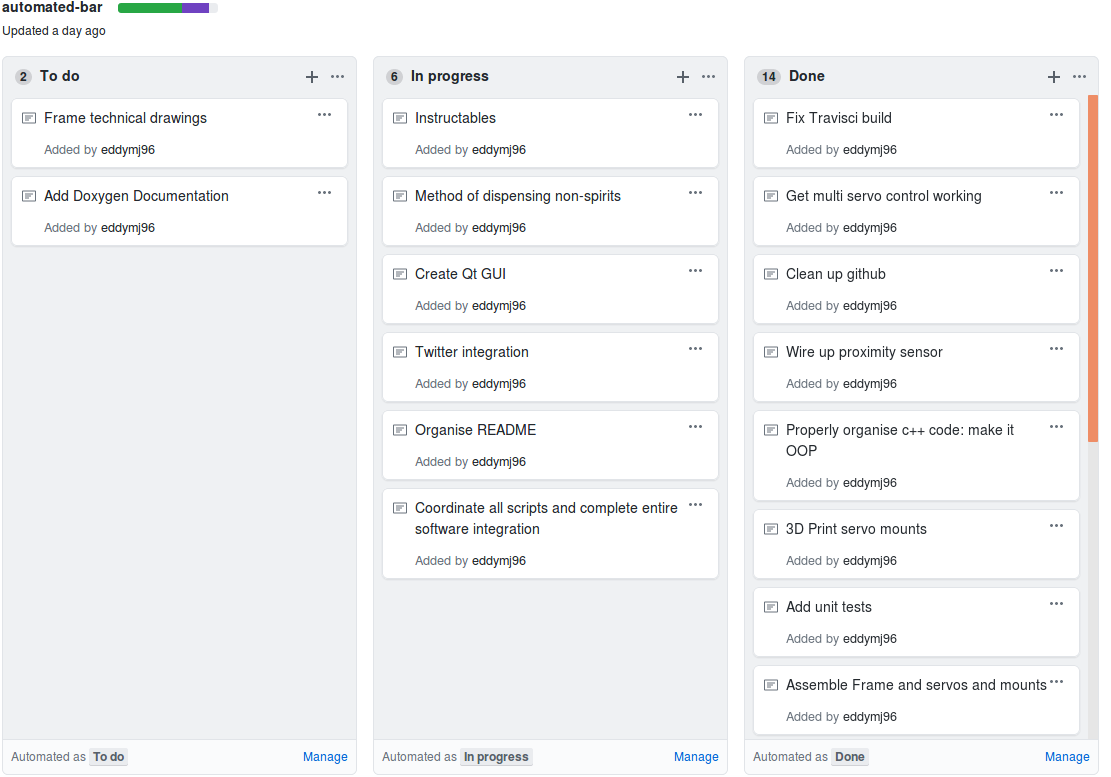 automated-bar
Updated a day ago
2 To do
Frame technical drawings
Added by eddymj96
Add Doxygen Documentation
Added by eddymj96
Automated as To do Manage
6 In progress
Instructables
Added by eddymj96
Method of dispensing non-spirits
Added by eddymj96
Create Qt GUI
Added by eddymj96
Twitter integration
Added by eddymj96
Organise README
Added by eddymj96
Coordinate all scripts and complete entire
software integration
Added by eddymj96
Automated as In progress Manage
14 Done
Fix Travisci build
Added by eddymj96
Get multi servo control working
Added by eddymj96
Clean up github
Added by eddymj96
Wire up proximity sensor
Added by eddymj96
Properly organise c++ code: make it
OOP
Added by eddymj96
3D Print servo mounts
Added by eddymj96
Add unit tests
Added by eddymj96
Assemble Frame and servos and mounts
Added by eddymj96
Automated as Done Manage